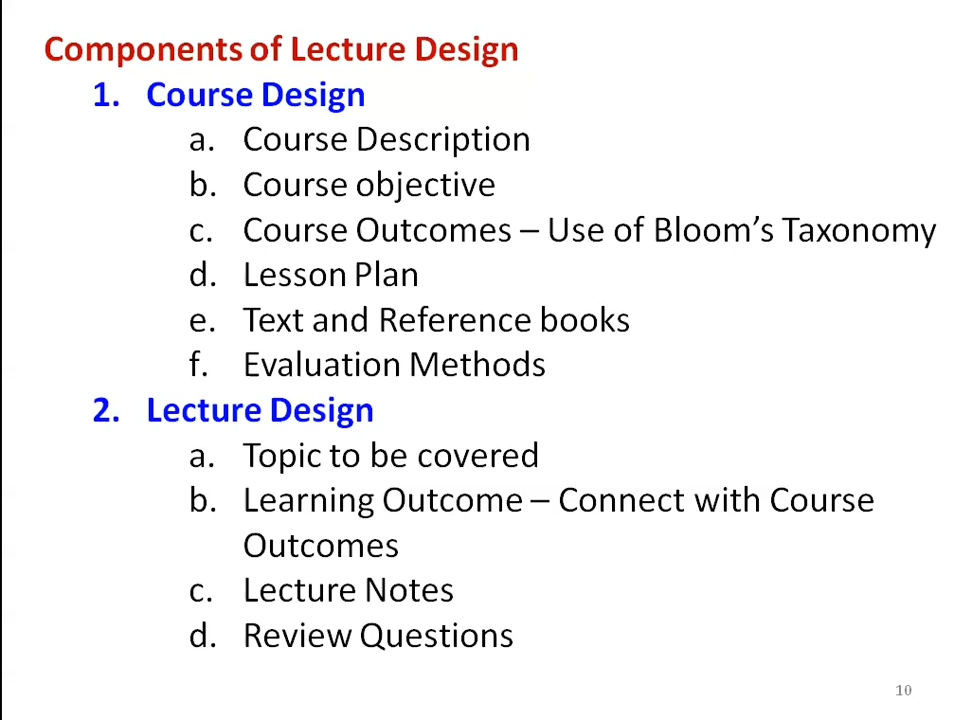 Components of Lecture Design
1. Course Design
a. Course Description
b. Course objective
c. Course Outcomes – Use of Bloom’s Taxonomy
d. Lesson Plan
e. Text and Reference books
f. Evaluation Methods
2. Lecture Design
a. Topic to be covered
b. Learning Outcome – Connect with Course
Outcomes
c. Lecture Notes
d. Review Questions
10